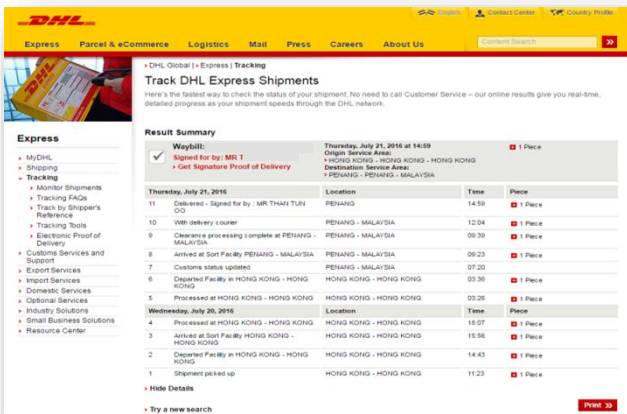 DHL
English Contact Center Country Profile
Express Parcel & eCommerce Logistics Mail Press Careers About Us
Content Search
DHL Global | Express | Tracking
Track DHL Express Shipments
Here's the fastest way to check the status of your shipment. No need to call Customer Service – our online results give you real-time,
detailed progress as your shipment speeds through the DHL network.
Express
MyDHL
Shipping
Tracking
Monitor Shipments
Tracking FAQs
Track by Shipper's
Reference
Tracking Tools
Electronic Proof of
Delivery
Customs Services and
Support
Export Services
Import Services
Domestic Services
Optional Services
Industry Solutions
Small Business Solutions
Resource Center
Result Summary
Waybill:
Signed for by: MR T
Get Signature Proof of Delivery
Thursday, July 21, 2016 at 14:59
Origin Service Area:
HONG KONG - HONG KONG - HONG KONG
Destination Service Area:
PENANG - PENANG - MALAYSIA
1 Piece
Thursday, July 21, 2016 Location Time Piece
11 Delivered - Signed for by : MR THAN TUN PENANG 14:59 1 Piece
OO
10 With delivery courier PENANG - MALAYSIA 12:04 1 Piece
9 Clearance processing complete at PENANG - PENANG - MALAYSIA 09:39 1 Piece
MALAYSIA
8 Arrived at Sort Facility PENANG - MALAYSIA PENANG - MALAYSIA 09:23 1 Piece
7 Customs status updated PENANG - MALAYSIA 07:20
6 Departed Facility in HONG KONG - HONG HONG KONG - HONG KONG 03:36 1 Piece
KONG
5 Processed at HONG KONG - HONG KONG HONG KONG - HONG KONG 03:26 1 Piece
Wednesday, July 20, 2016 Location Time Piece
4 Processed at HONG KONG - HONG KONG HONG KONG - HONG KONG 18:07 1 Piece
3 Arrived at Sort Facility HONG KONG - HONG KONG - HONG KONG 15:56 1 Piece
HONG KONG
2 Departed Facility in HONG KONG - HONG HONG KONG - HONG KONG 14:43 1 Piece
KONG
1 Shipment picked up HONG KONG - HONG KONG 11:23 1 Piece
Hide Details
Try a new search
Print